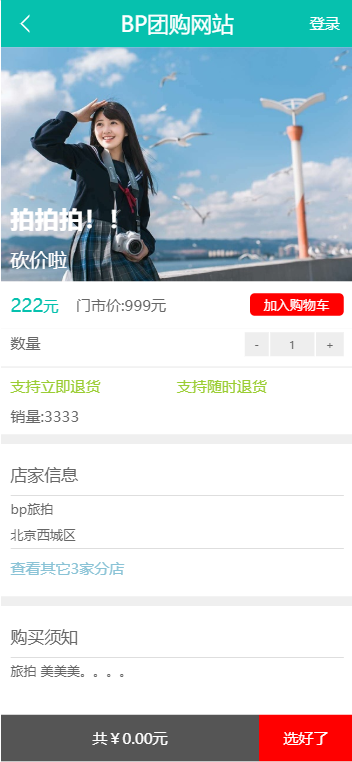 BP团购网站 登录
拍拍拍！！
砍价啦
222元 门市价:999元 加入购物车
数量 - 1 +
支持立即退货 支持随时退货
销量:3333
店家信息
bp旅拍
北京西城区
查看其它3家分店
购买须知
旅拍 美美美。。。。
共￥0.00元 选好了